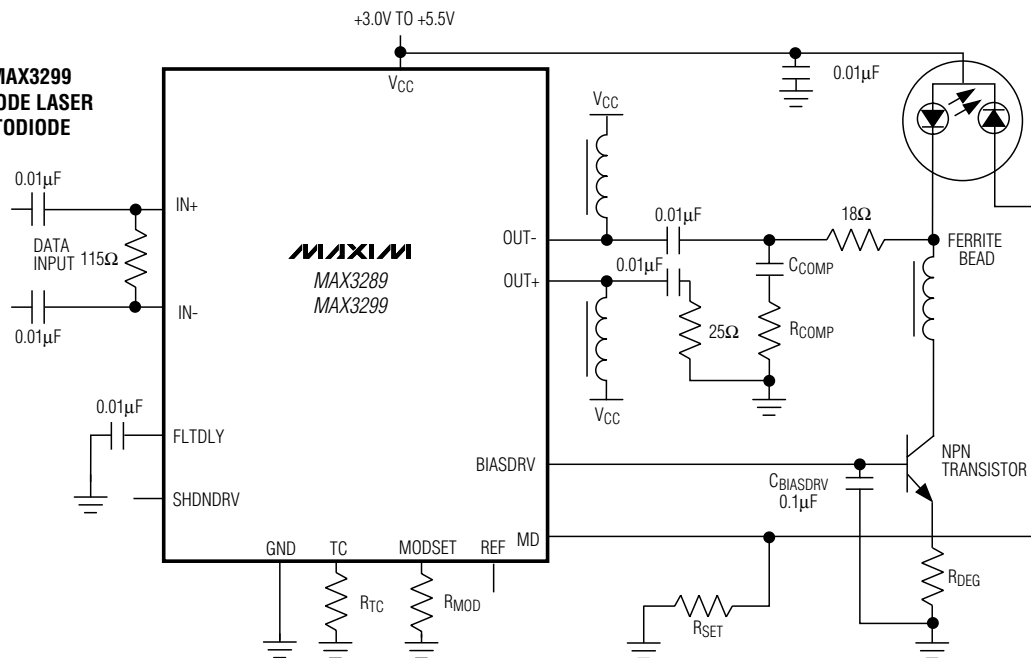 +3.0V TO +5.5V
MAX3299
ODE LASER
TODIODE
VCC
0.01µF
VCC
0.01µF
IN+
DATA
INPUT
115Ω
IN-
0.01µF
MAXIM
MAX3289
MAX3299
OUT-
0.01µF
18Ω
FERRITE
BEAD
OUT+
0.01µF
CCOMP
25Ω
RCOMP
VCC
0.01µF
FLTDLY
SHDNDRV
BIASDRV
CBIASDRV
0.1µF
NPN
TRANSISTOR
GND
TC
MODSET
REF
MD
RTC
RMOD
RSET
RDEG